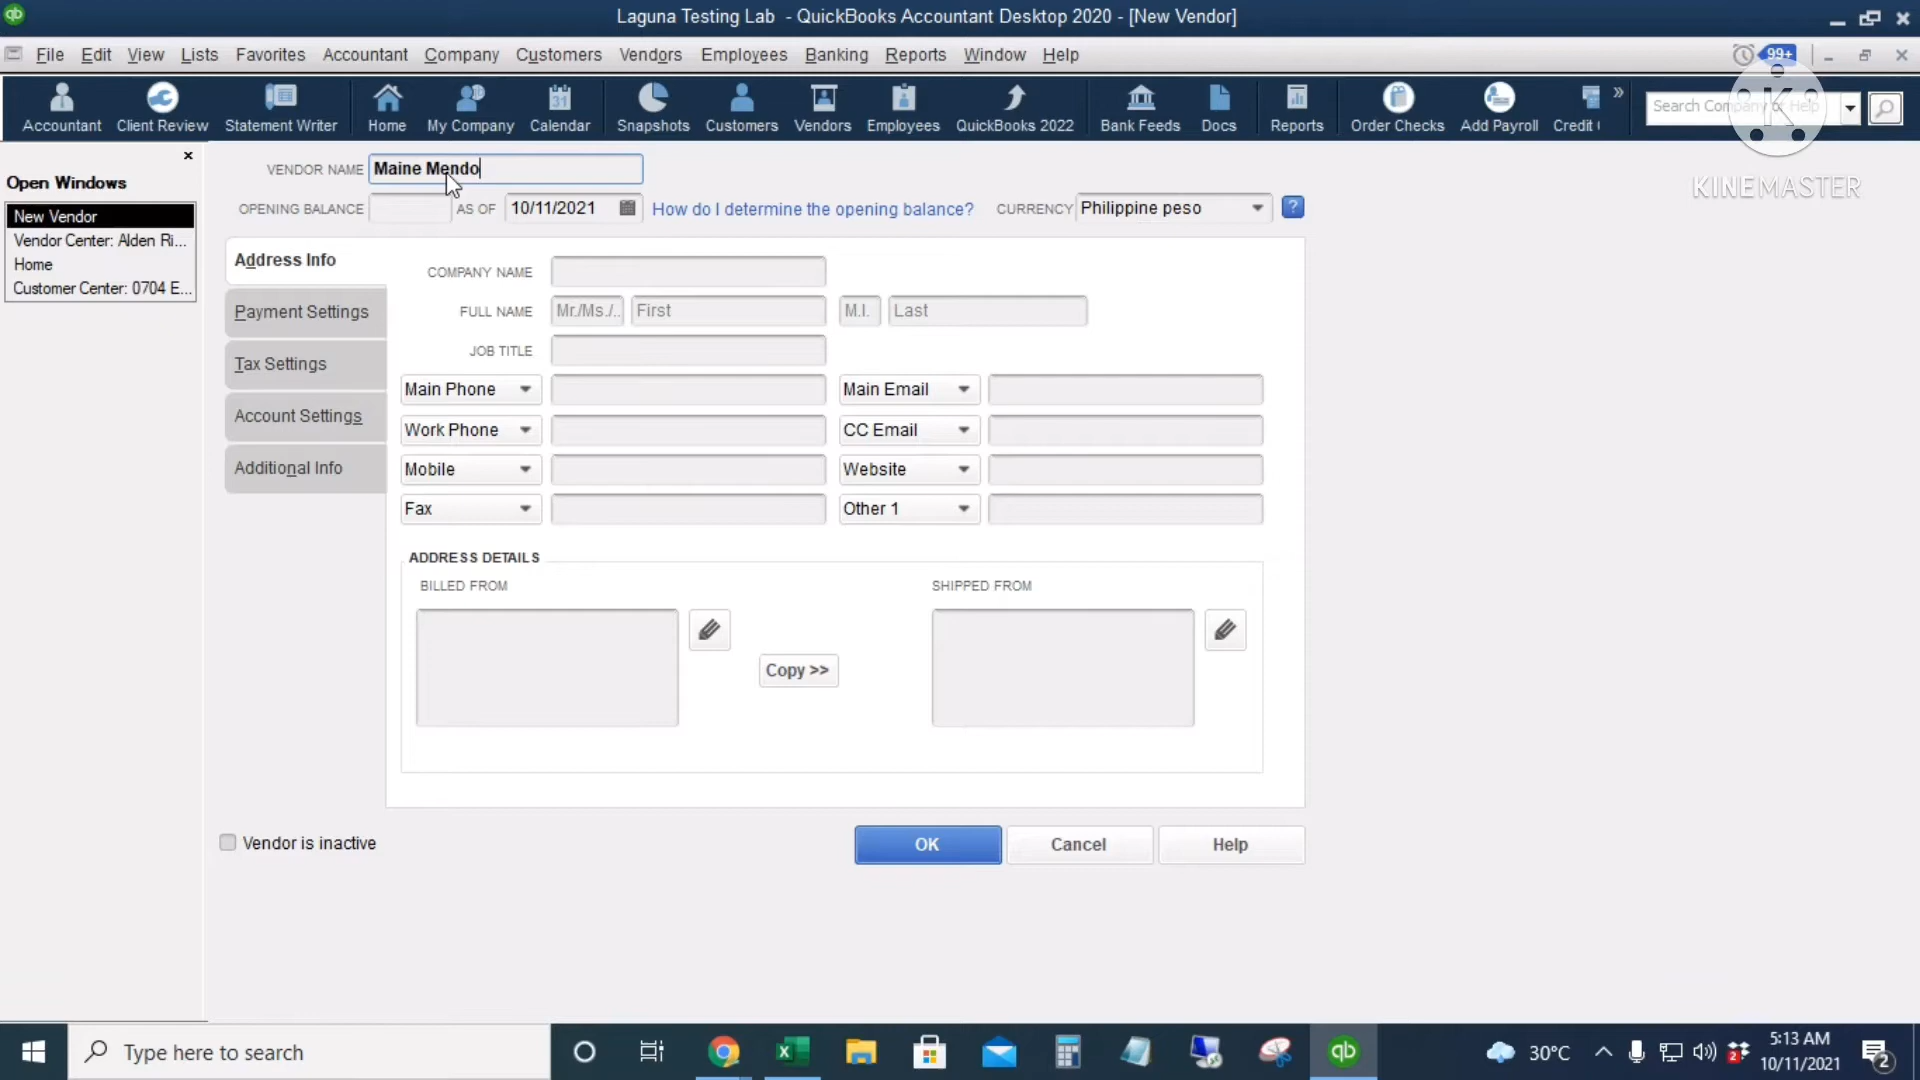 Laguna Testing Lab - QuickBooks Accountant Desktop 2020 - [New Vendor]
File Edit View Lists Favorites Accountant Company Customers Vendors Employees Banking Reports Window Help
99+
Accountant Client Review Statement Writer Home My Company Calendar Snapshots Customers Vendors Employees QuickBooks 2022 Bank Feeds Docs Reports Order Checks Add Payroll Credit
Search Company or Help
K
KINEMASTER
Open Windows
New Vendor
Vendor Center: Alden Ri...
Home
Customer Center: 0704 E...
VENDOR NAME Maine Mendo
OPENING BALANCE AS OF 10/11/2021 How do I determine the opening balance? CURRENCY Philippine peso ?
Address Info
Payment Settings
Tax Settings
Account Settings
Additional Info
COMPANY NAME
FULL NAME Mr./Ms./.. First M.I. Last
JOB TITLE
Main Phone Main Email
Work Phone CC Email
Mobile Website
Fax Other 1
ADDRESS DETAILS
BILLED FROM SHIPPED FROM
Copy >>
Vendor is inactive
OK Cancel Help
Type here to search
qb
30°C
2
5:13 AM
10/11/2021
2